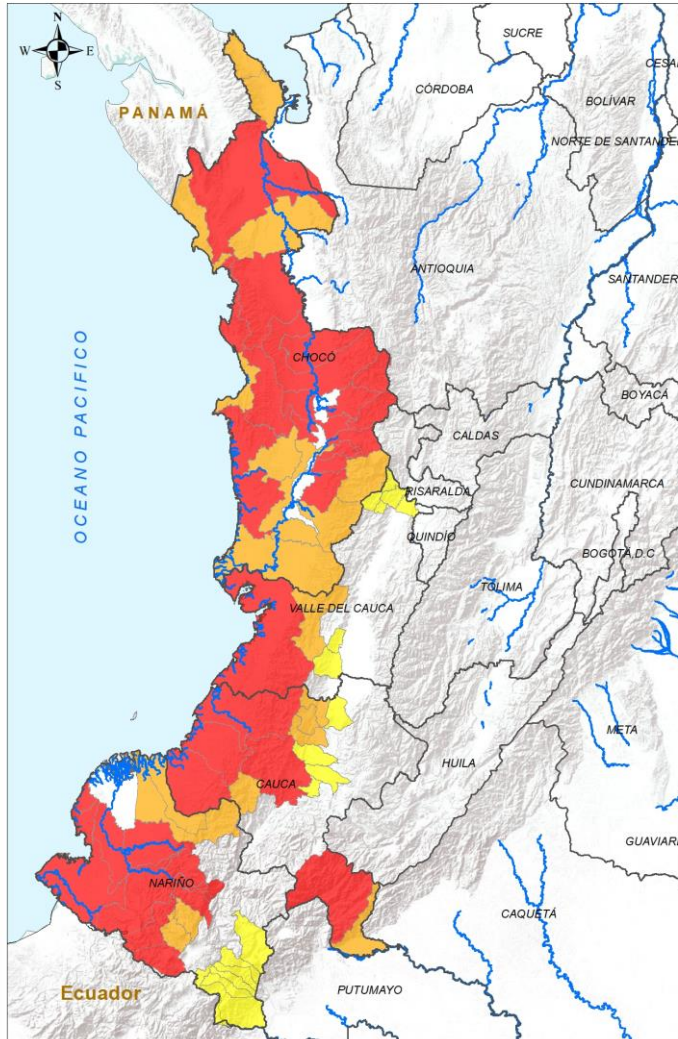 N
W E
S
SUCRE
CÓRDOBA
CESAR
BOLÍVAR
PANAMÁ
NORTE DE SANTANDER
ANTIOQUIA
SANTANDER
OCEANO PACIFICO
CHOCÓ
BOYACÁ
CALDAS
CUNDINAMARCA
RISARALDA
QUINDÍO
BOGOTÁ, D.C
TOLIMA
VALLE DEL CAUCA
META
HUILA
CAUCA
GUAVIARE
NARIÑO
CAQUETÁ
Ecuador
PUTUMAYO